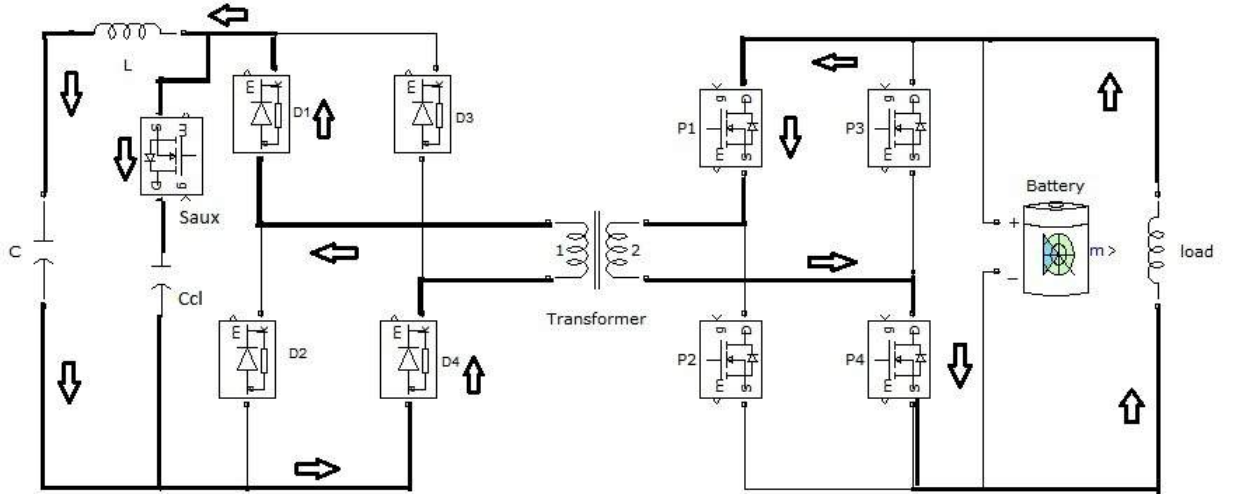 L
m
k
D1
m
k
D3
S
m
D
g
Saux
C
Ccl
m
k
D2
m
k
D4
1
2
Transformer
g
D
P1
m
S
g
D
P3
m
S
Battery
+
m >
–
load
g
D
P2
m
S
g
D
P4
m
S